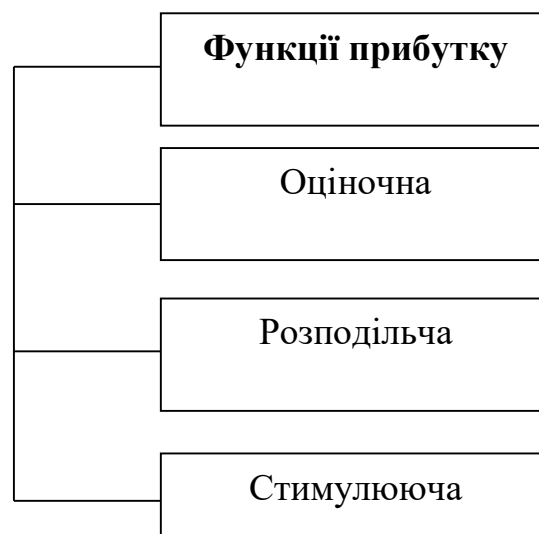 Функції прибутку
Оціночна
Розподільча
Стимулююча